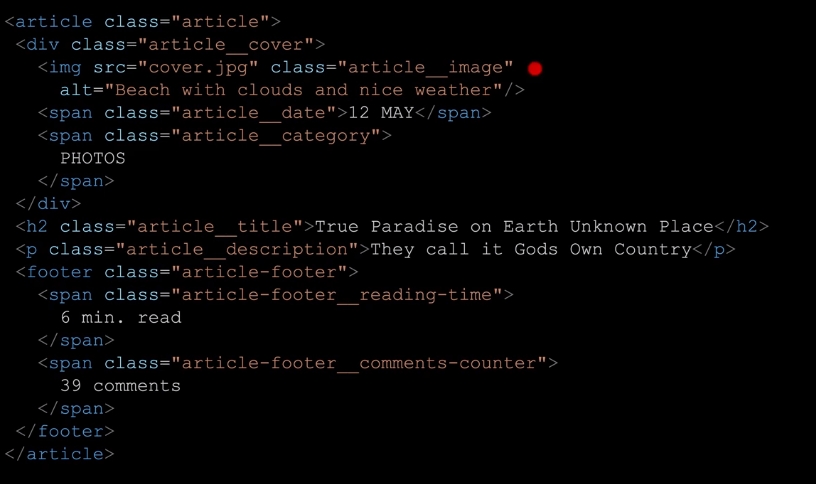 <article class="article">
<div class="article__cover">
<img src="cover.jpg" class="article__image"
alt="Beach with clouds and nice weather"/>
<span class="article__date">12 MAY</span>
<span class="article__category">
PHOTOS
</span>
</div>
<h2 class="article__title">True Paradise on Earth Unknown Place</h2>
<p class="article__description">They call it Gods Own Country</p>
<footer class="article-footer">
<span class="article-footer__reading-time">
6 min. read
</span>
<span class="article-footer__comments-counter">
39 comments
</span>
</footer>
</article>